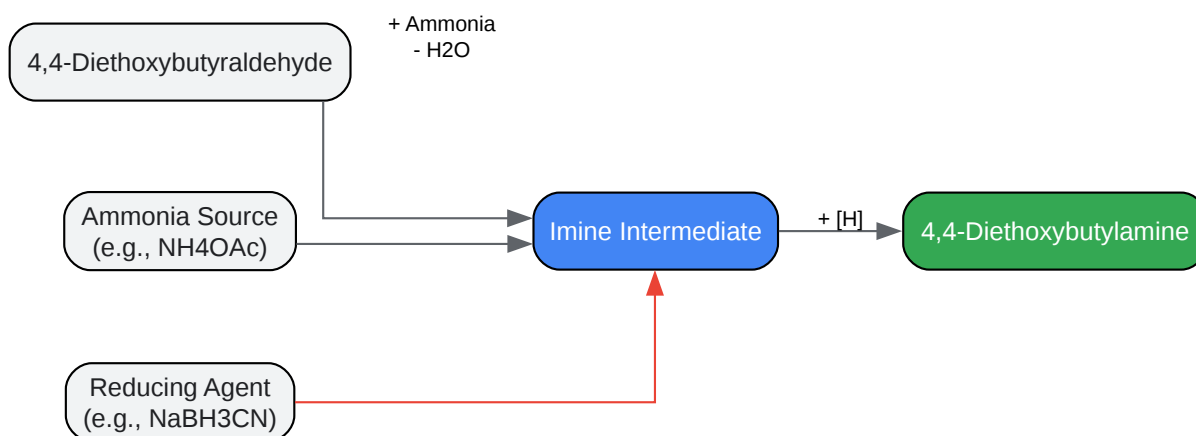 + Ammonia
- H2O
4,4-Diethoxybutyraldehyde
Ammonia Source
(e.g., NH4OAc)
Imine Intermediate
+ [H]
4,4-Diethoxybutylamine
Reducing Agent
(e.g., NaBH3CN)